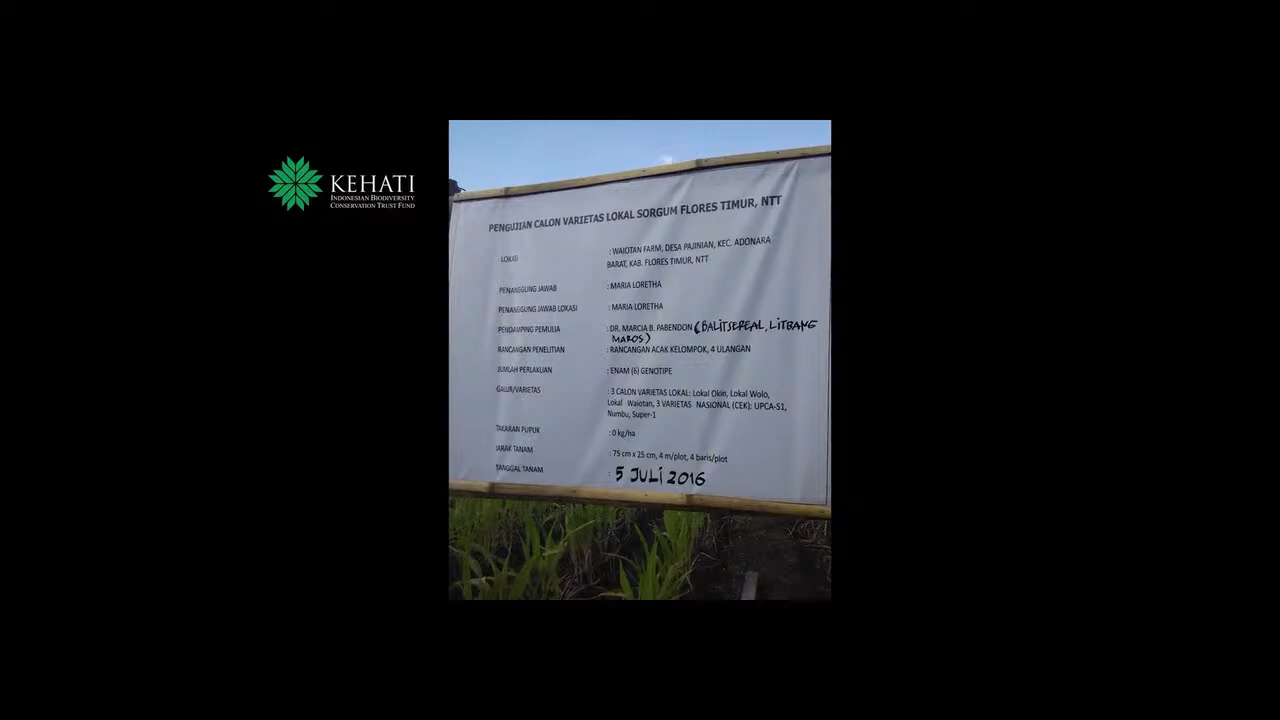 KEHATI
INDONESIAN BIODIVERSITY
CONSERVATION TRUST FUND
PENGUJIAN CALON VARIETAS LOKAL SORGUM FLORES TIMUR, NTT
LOKASI : WAIOTAN FARM, DESA PAJINIAN, KEC. ADONARA
BARAT, KAB. FLORES TIMUR, NTT
PENANGGUNG JAWAB : MARIA LORETHA
PENANGGUNG JAWAB LOKASI : MARIA LORETHA
PENDAMPING PEMULIA : DR. MARCIA B. PABENDON (BALITSEREAL, LITBANG
MAROS)
RANCANGAN PENELITIAN : RANCANGAN ACAK KELOMPOK, 4 ULANGAN
JUMLAH PERLAKUAN : ENAM (6) GENOTIPE
GALUR/VARIETAS : 3 CALON VARIETAS LOKAL: Lokal Okin, Lokal Wolo,
Lokal Waiotan, 3 VARIETAS NASIONAL (CEK): UPCA-S1,
Numbu, Super-1
TAKARAN PUPUK : 0 kg/ha
JARAK TANAM : 75 cm x 25 cm, 4 m/plot, 4 baris/plot
TANGGAL TANAM : 5 JULI 2016